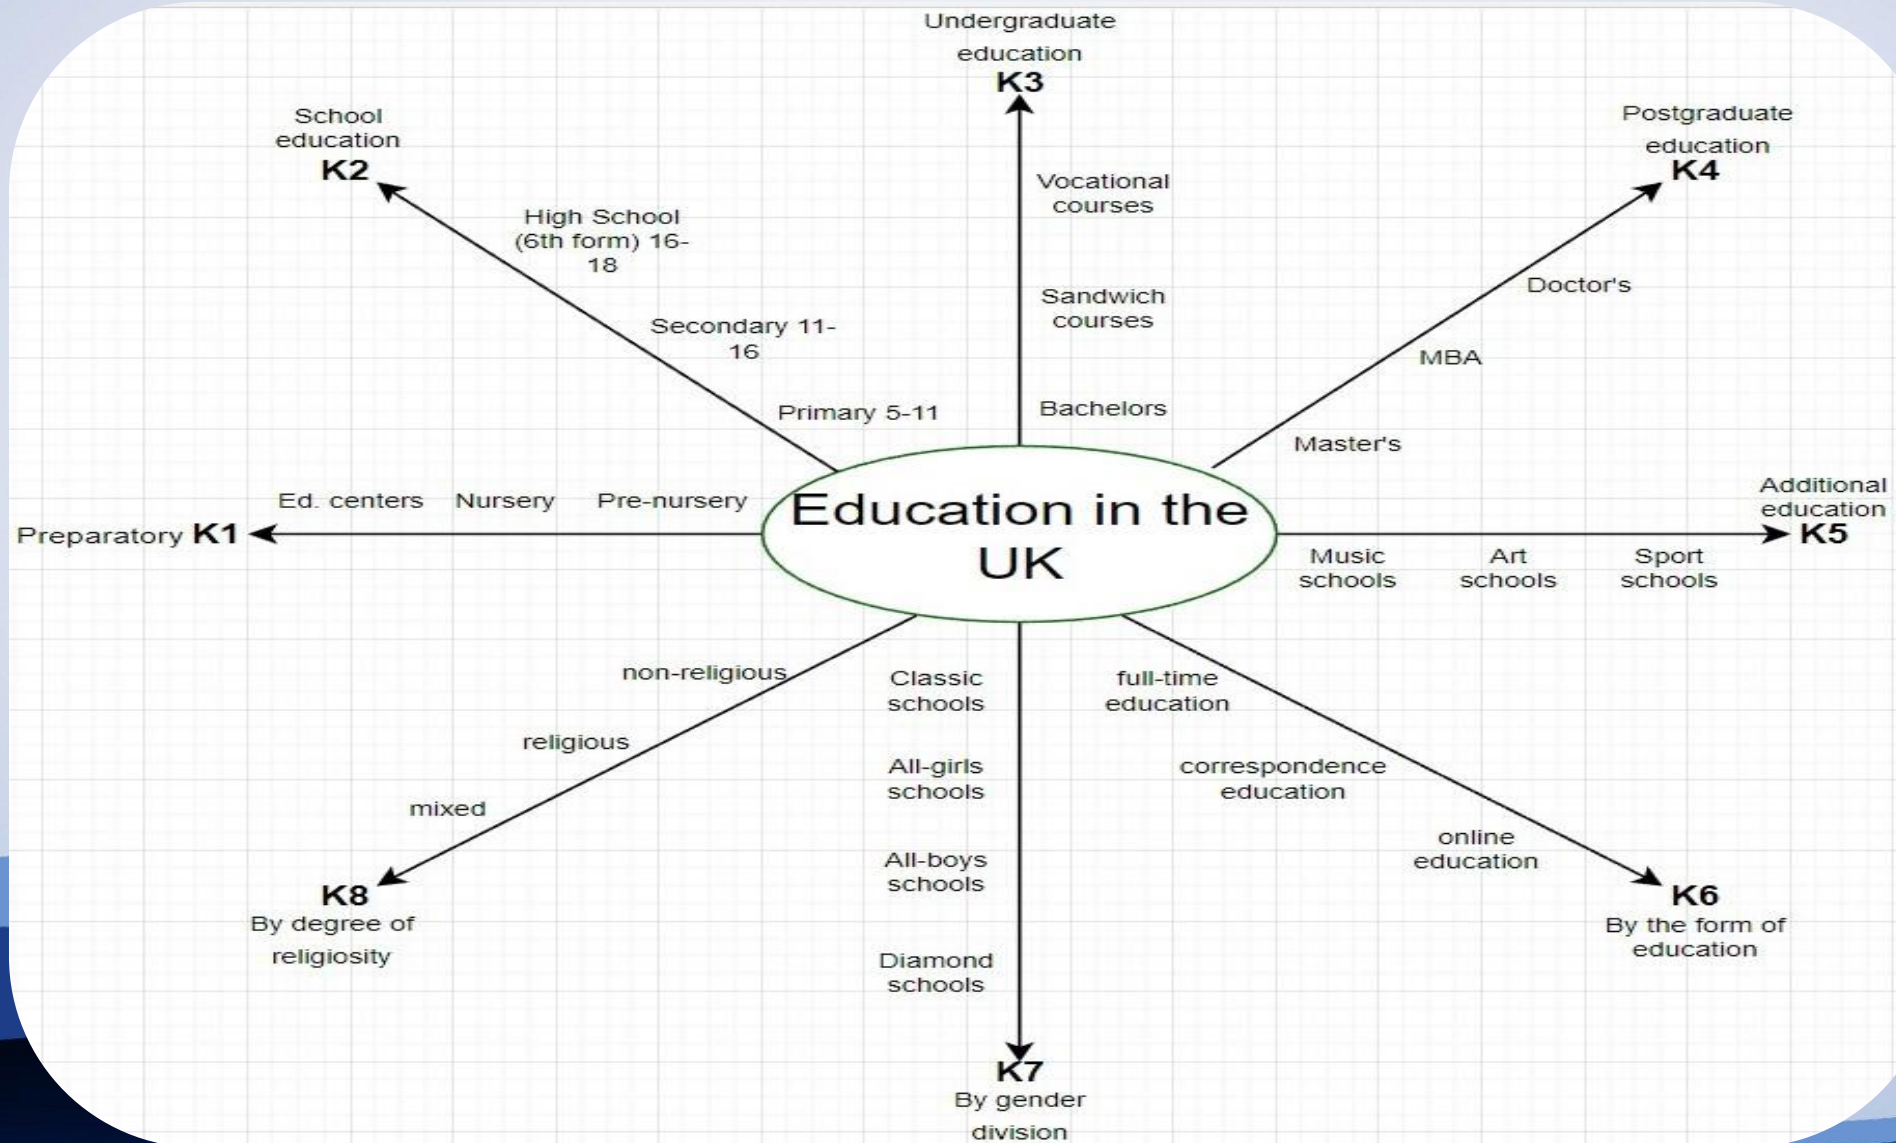 Undergraduate
education
K3
School
education
K2
Postgraduate
education
K4
Vocational
courses
High School
(6th form) 16-
18
Doctor's
Sandwich
courses
Secondary 11-
16
MBA
Primary 5-11
Bachelors
Master's
Ed. centers Nursery Pre-nursery
Preparatory K1
Education in the
UK
Additional
education
K5
Music
schools
Art
schools
Sport
schools
non-religious
religious
mixed
K8
By degree of
religiosity
Classic
schools
All-girls
schools
All-boys
schools
Diamond
schools
K7
By gender
division
full-time
education
correspondence
education
online
education
K6
By the form of
education